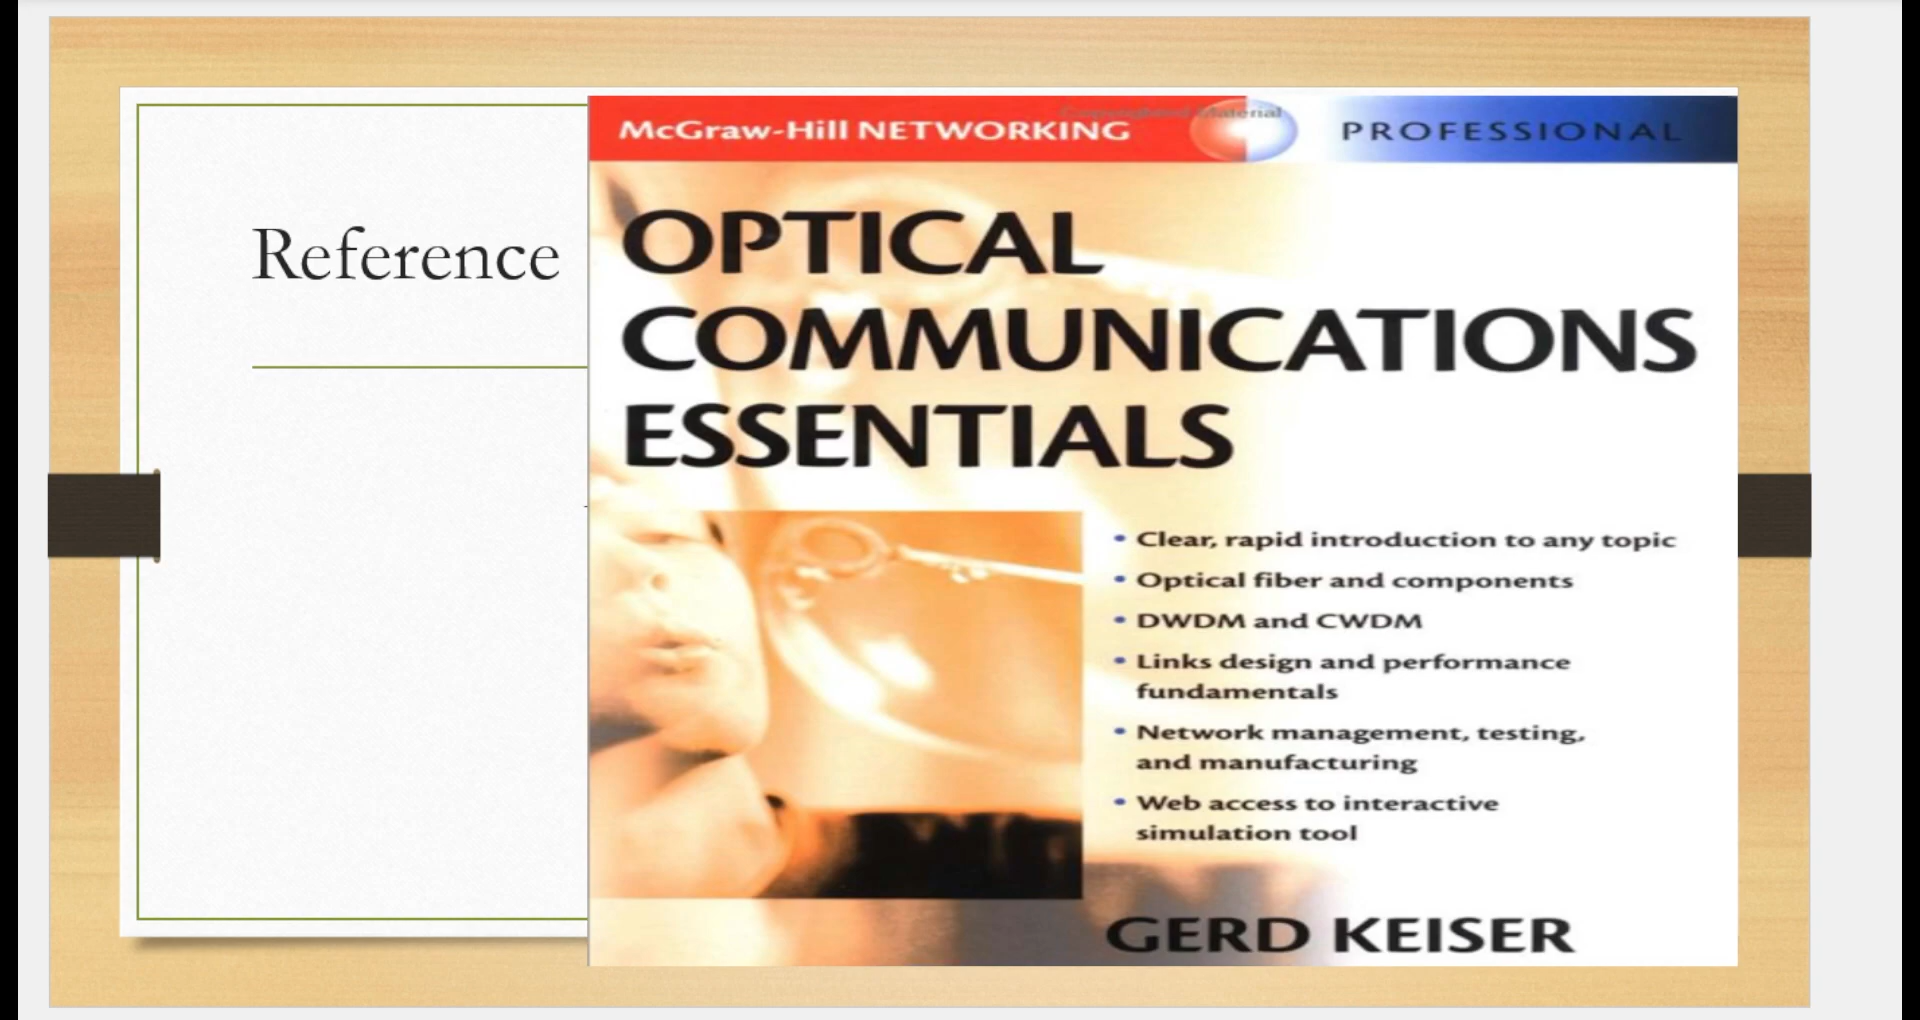 Reference
Copyrighted Material
McGraw-Hill NETWORKING
PROFESSIONAL
OPTICAL
COMMUNICATIONS
ESSENTIALS
• Clear, rapid introduction to any topic
• Optical fiber and components
• DWDM and CWDM
• Links design and performance
fundamentals
• Network management, testing,
and manufacturing
• Web access to interactive
simulation tool
GERD KEISER